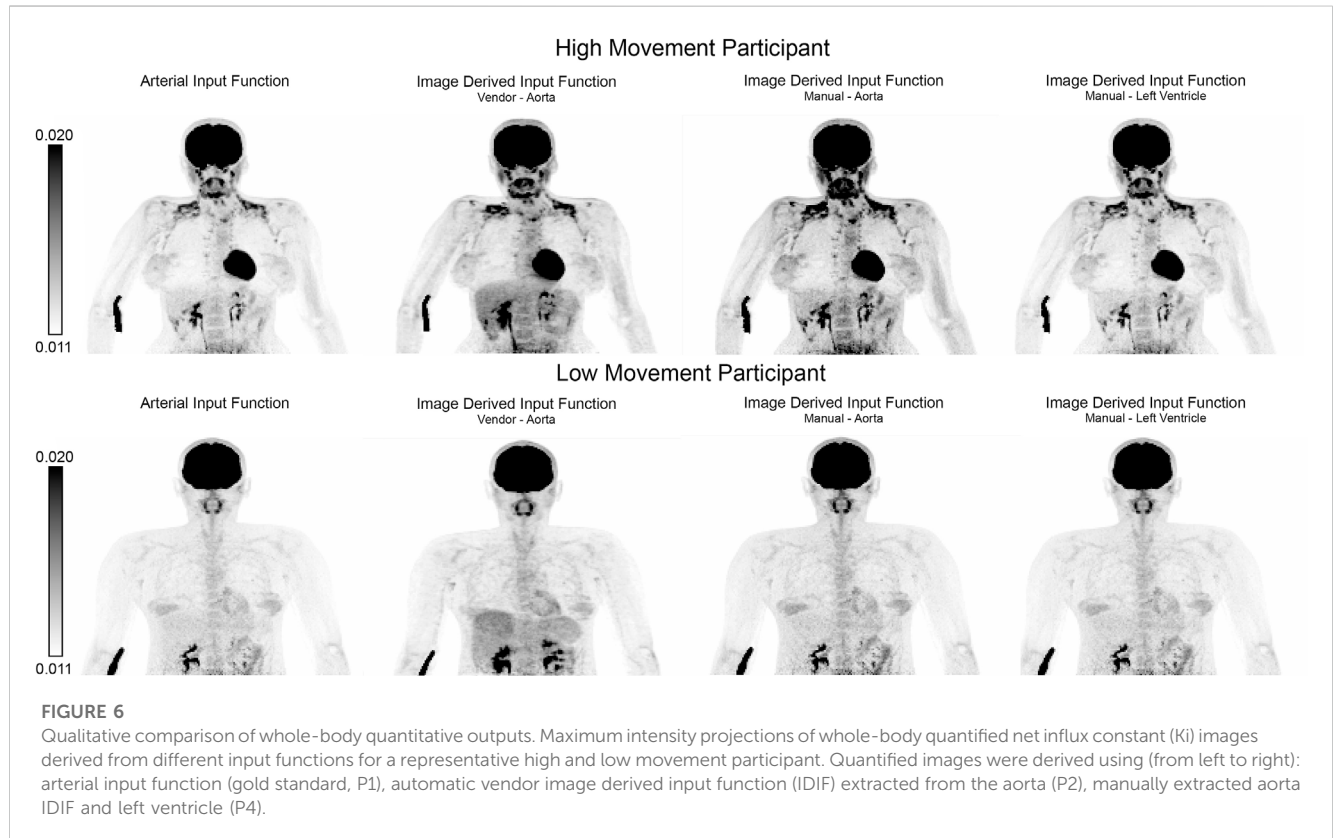 High Movement Participant
Arterial Input Function
Image Derived Input Function
Vendor - Aorta
Image Derived Input Function
Manual - Aorta
Image Derived Input Function
Manual - Left Ventricle
0.020
0.011
Low Movement Participant
Arterial Input Function
Image Derived Input Function
Vendor - Aorta
Image Derived Input Function
Manual - Aorta
Image Derived Input Function
Manual - Left Ventricle
0.020
0.011
FIGURE 6
Qualitative comparison of whole-body quantitative outputs. Maximum intensity projections of whole-body quantified net influx constant (Ki) images
derived from different input functions for a representative high and low movement participant. Quantified images were derived using (from left to right):
arterial input function (gold standard, P1), automatic vendor image derived input function (IDIF) extracted from the aorta (P2), manually extracted aorta
IDIF and left ventricle (P4).